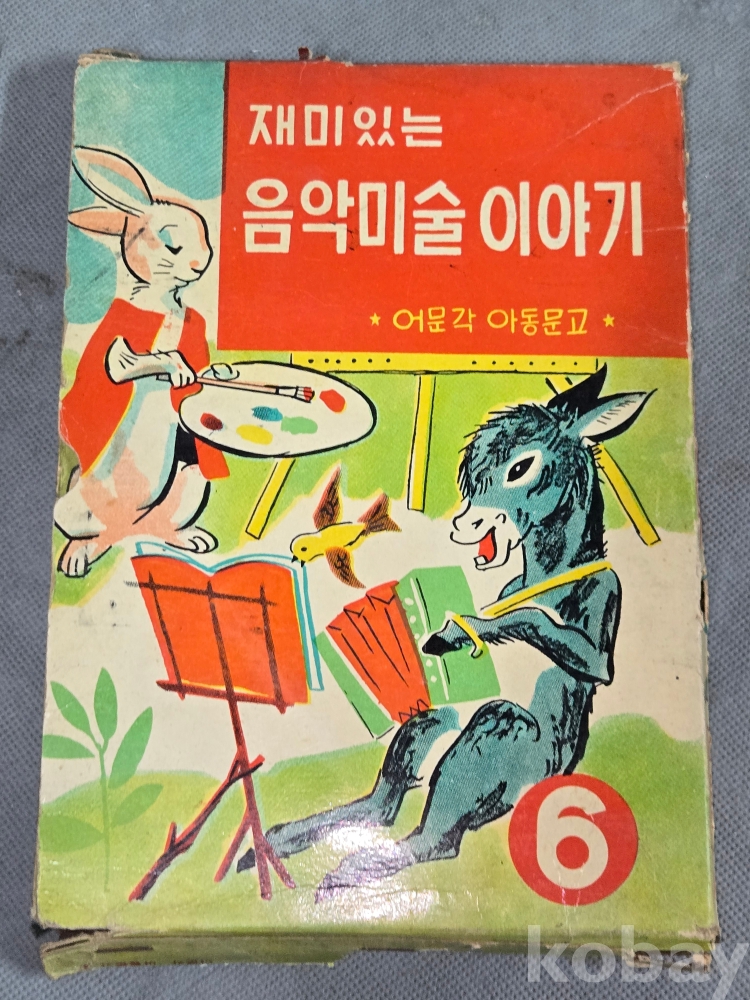 재미있는
음악미술 이야기
★ 어문각 아동문고 ★
6
kobay